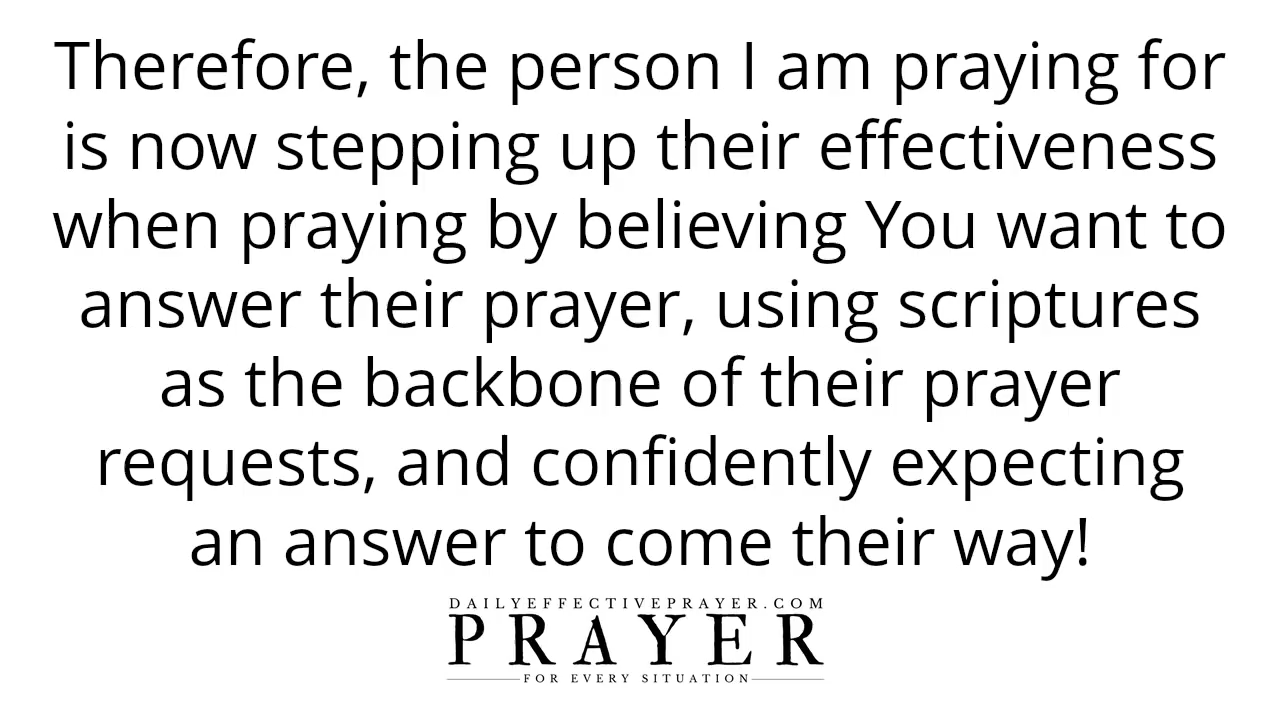 Therefore, the person I am praying for
is now stepping up their effectiveness
when praying by believing You want to
answer their prayer, using scriptures
as the backbone of their prayer
requests, and confidently expecting
an answer to come their way!
DAILYEFFECTIVEPRAYER.COM
PRAYER
FOR EVERY SITUATION